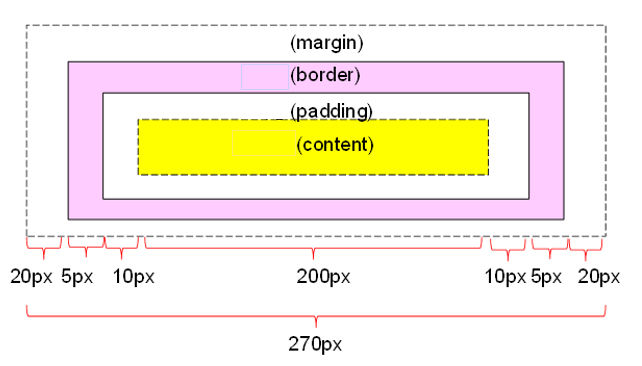 (margin)
(border)
(padding)
(content)
20px 5px 10px 200px 10px 5px 20px
270px